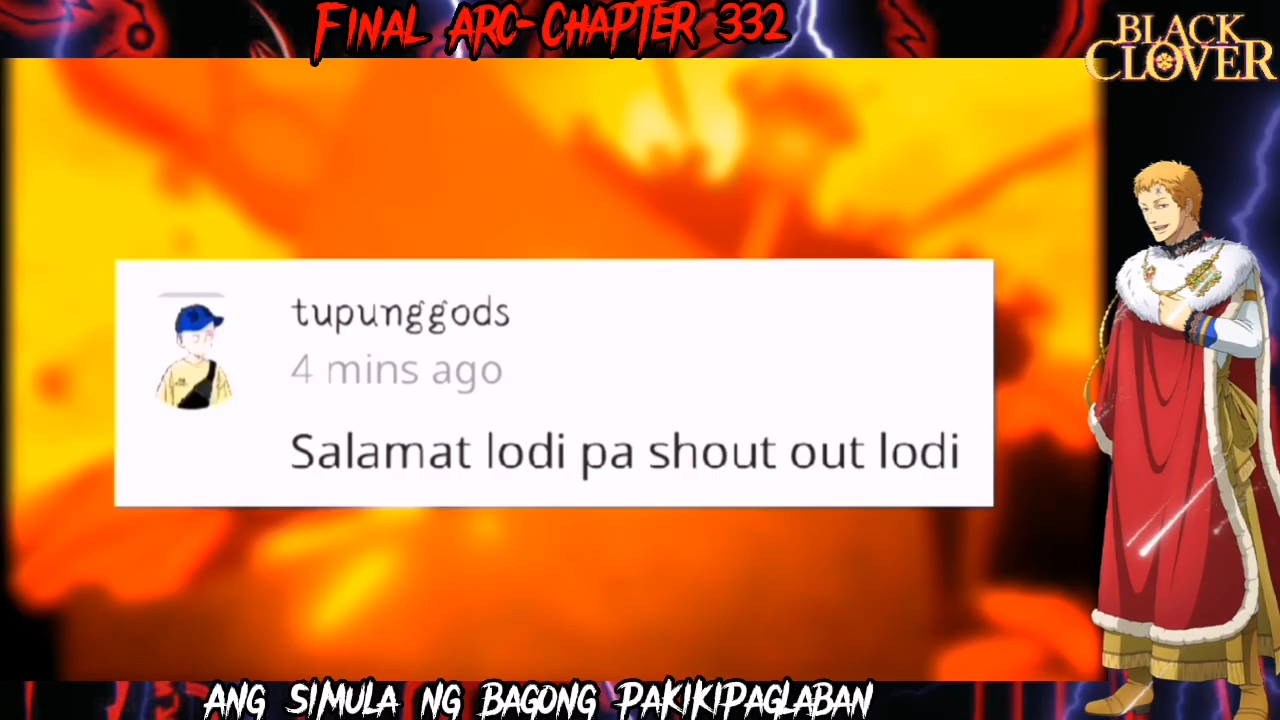 FINAL ARC-CHAPTER 332
BLACK
CLOVER
tupunggods
4 mins ago
Salamat lodi pa shout out lodi
ANG SIMULA NG BAGONG PAKIKIPAGLABAN